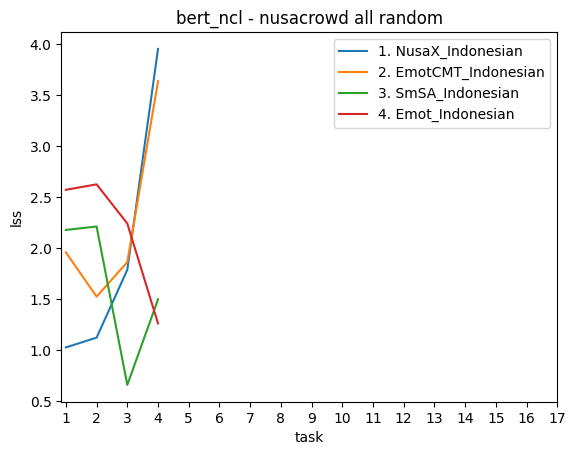 bert_ncl - nusacrowd all random
1. NusaX_Indonesian
2. EmotCMT_Indonesian
3. SmSA_Indonesian
4. Emot_Indonesian
lss
4.0
3.5
3.0
2.5
2.0
1.5
1.0
0.5
1 2 3 4 5 6 7 8 9 10 11 12 13 14 15 16 17
task